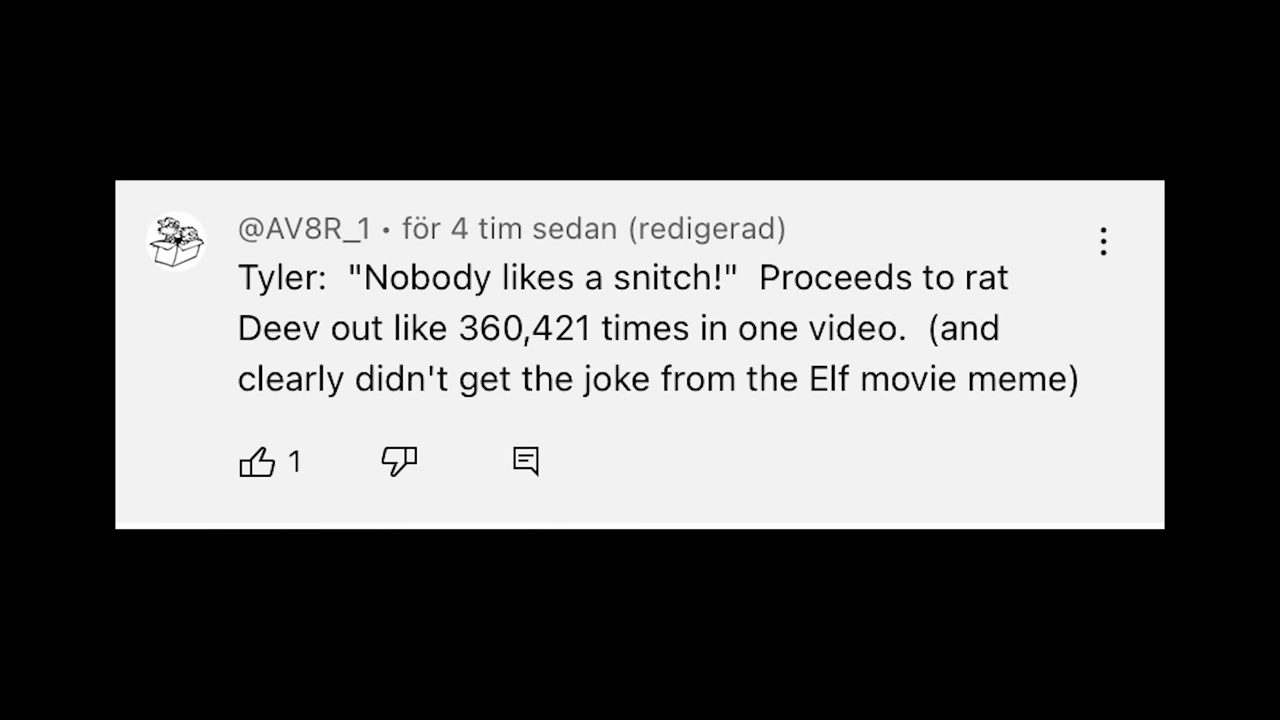 @AV8R_1 • för 4 tim sedan (redigerad)
Tyler:  "Nobody likes a snitch!"  Proceeds to rat
Deev out like 360,421 times in one video.  (and
clearly didn't get the joke from the Elf movie meme)
1